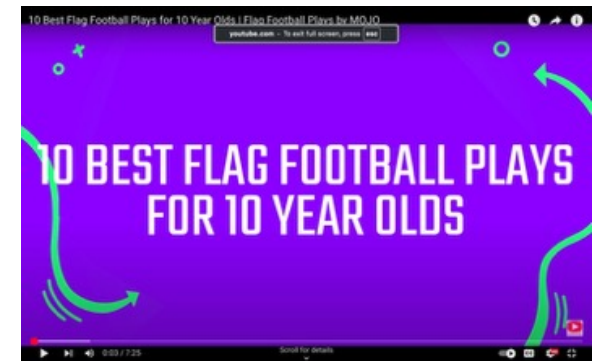 10 Best Flag Football Plays for 10 Year Olds | Flag Football Plays by MOJO
youtube.com – To exit full screen, press esc
10 BEST FLAG FOOTBALL PLAYS
FOR 10 YEAR OLDS
0:03 / 7:25
Scroll for details